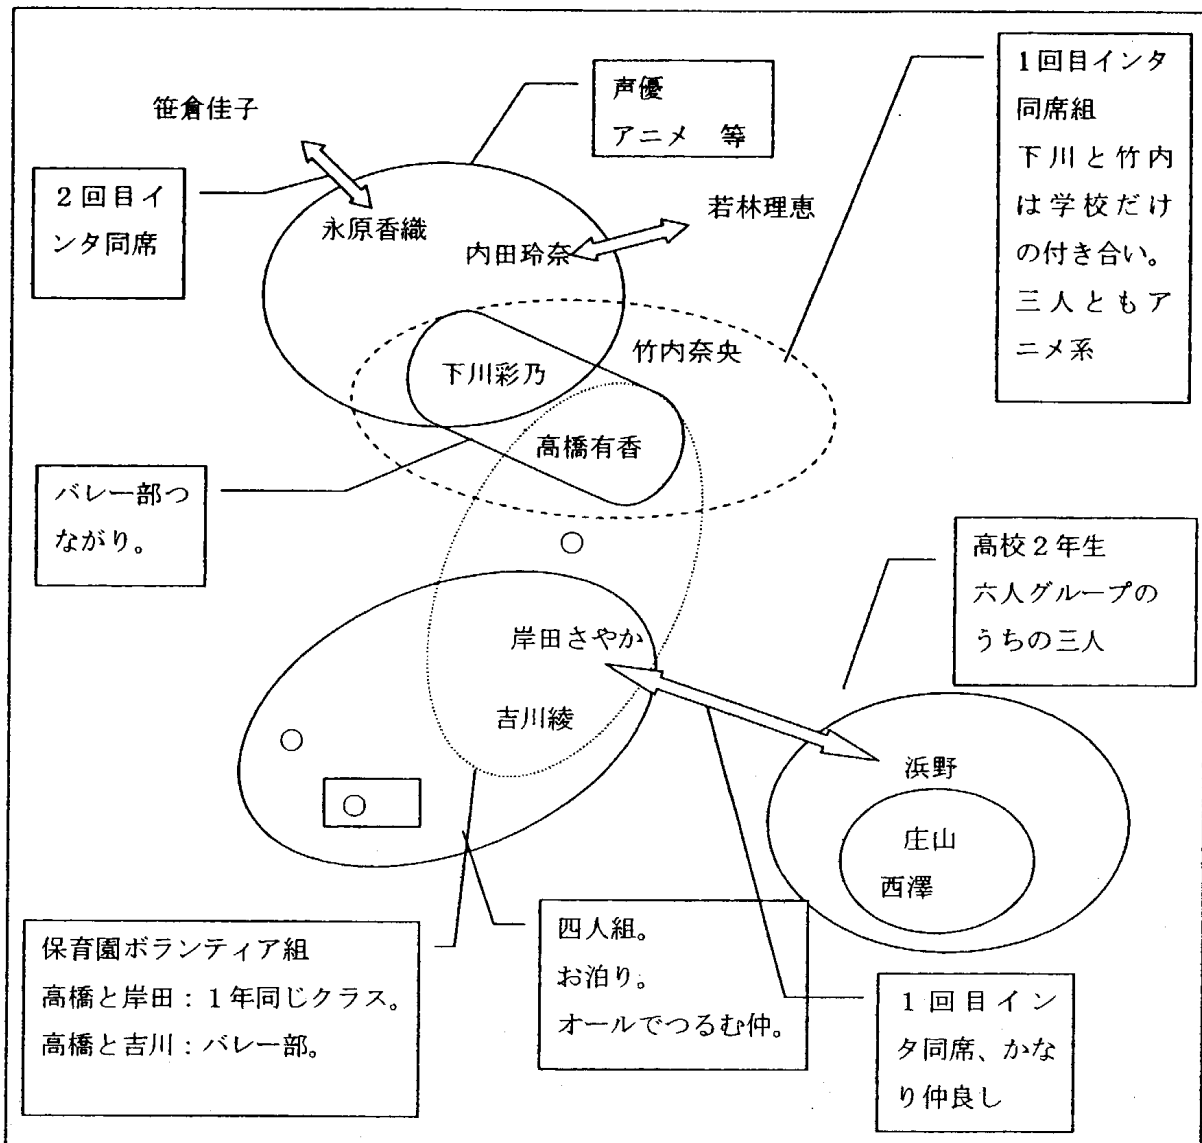 笹倉佳子
声優
アニメ　等
1回目インタ
同席組
下川と竹内
は学校だけ
の付き合い。
三人ともア
ニメ系
2回目イ
ンタ同席
永原香織
内田玲奈
若林理恵
竹内奈央
下川彩乃
高橋有香
バレー部つ
ながり。
高校2年生
六人グループの
うちの三人
岸田さやか
吉川綾
浜野
庄山
西澤
保育園ボランティア組
高橋と岸田：1年同じクラス。
高橋と吉川：バレー部。
四人組。
お泊り。
オールでつるむ仲。
1回目イン
タ同席、かな
り仲良し